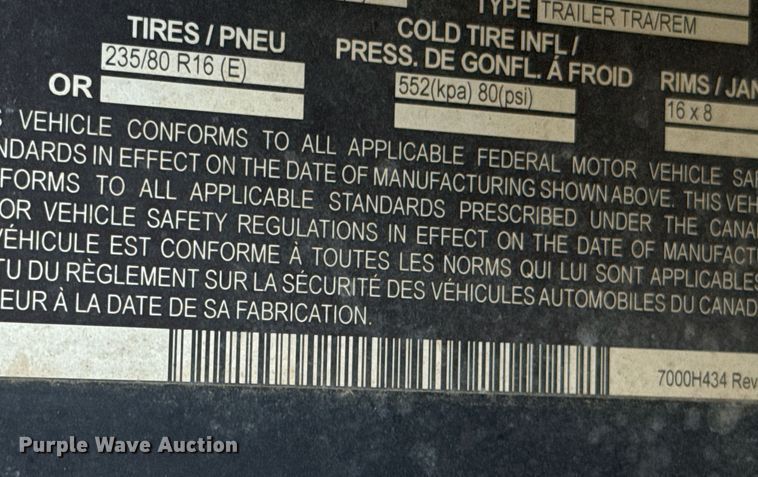 TYPE TRAILER TRA/REM
TIRES / PNEU
COLD TIRE INFL /
PRESS. DE GONFL. Á FROID
RIMS / JAN
235/80 R16 (E)
552(kpa) 80(psi)
16 x 8
OR
VEHICLE CONFORMS TO ALL APPLICABLE FEDERAL MOTOR VEHICLE SA
NDARDS IN EFFECT ON THE DATE OF MANUFACTURING SHOWN ABOVE. THIS VEH
FORMS TO ALL APPLICABLE STANDARDS PRESCRIBED UNDER THE CANA
OR VEHICLE SAFETY REGULATIONS IN EFFECT ON THE DATE OF MANUFACT
VÉHICULE EST CONFORME À TOUTES LES NORMS QUI LUI SONT APPLICABLES
TU DU RÈGLEMENT SUR LA SÉCURITÉ DES VÉHICULES AUTOMOBILES DU CANAD
EUR À LA DATE DE SA FABRICATION.
7000H434 Rev
Purple Wave Auction